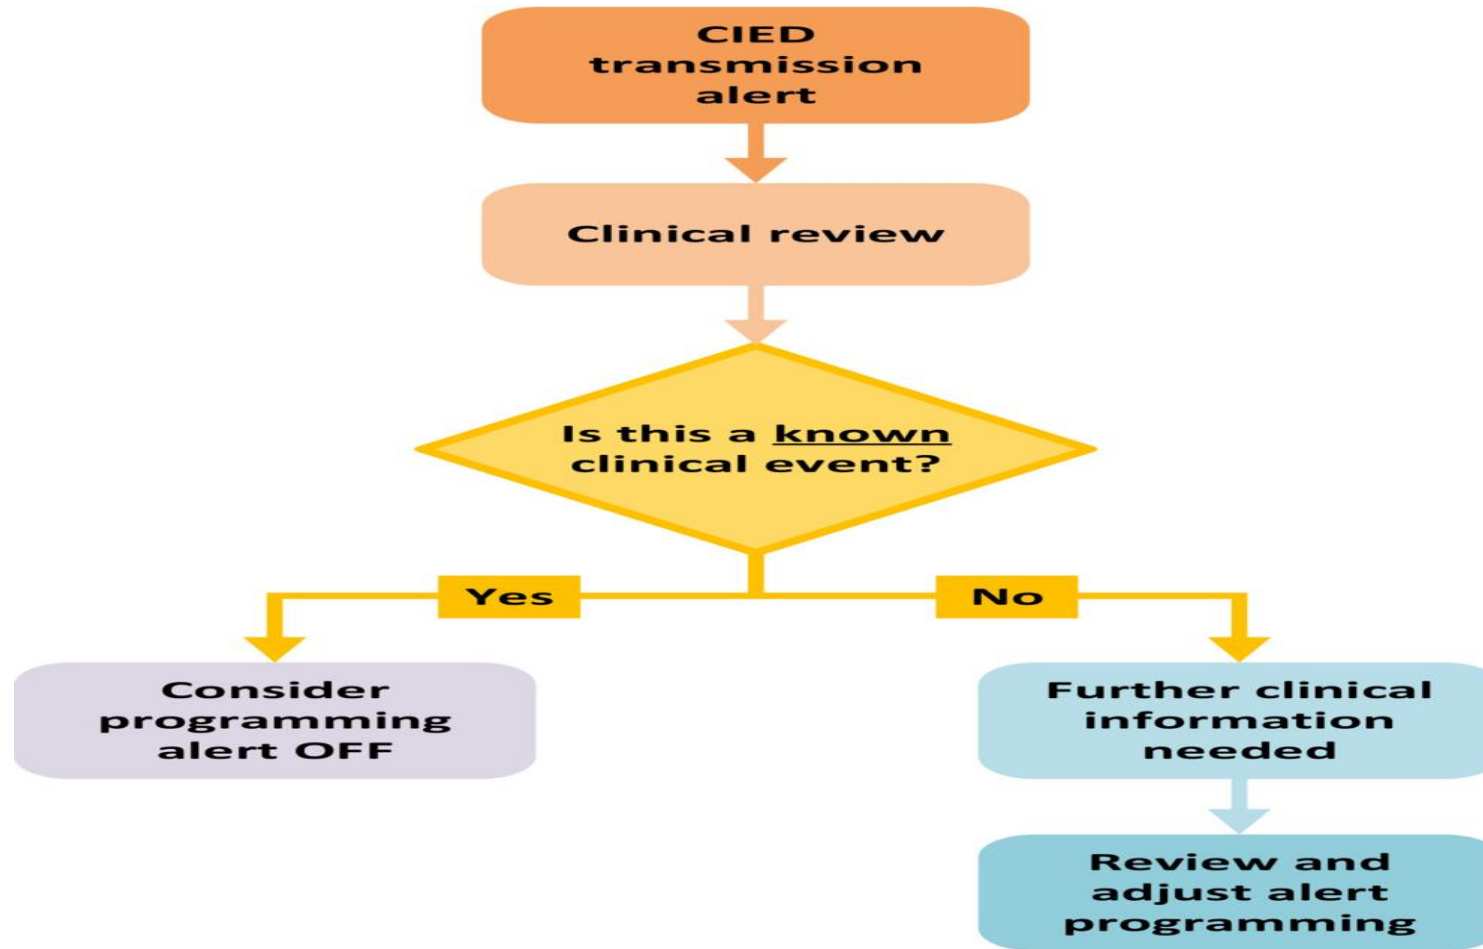 CIED
transmission
alert
Clinical review
Is this a known
clinical event?
Yes
No
Consider
programming
alert OFF
Further clinical
information
needed
Review and
adjust alert
programming